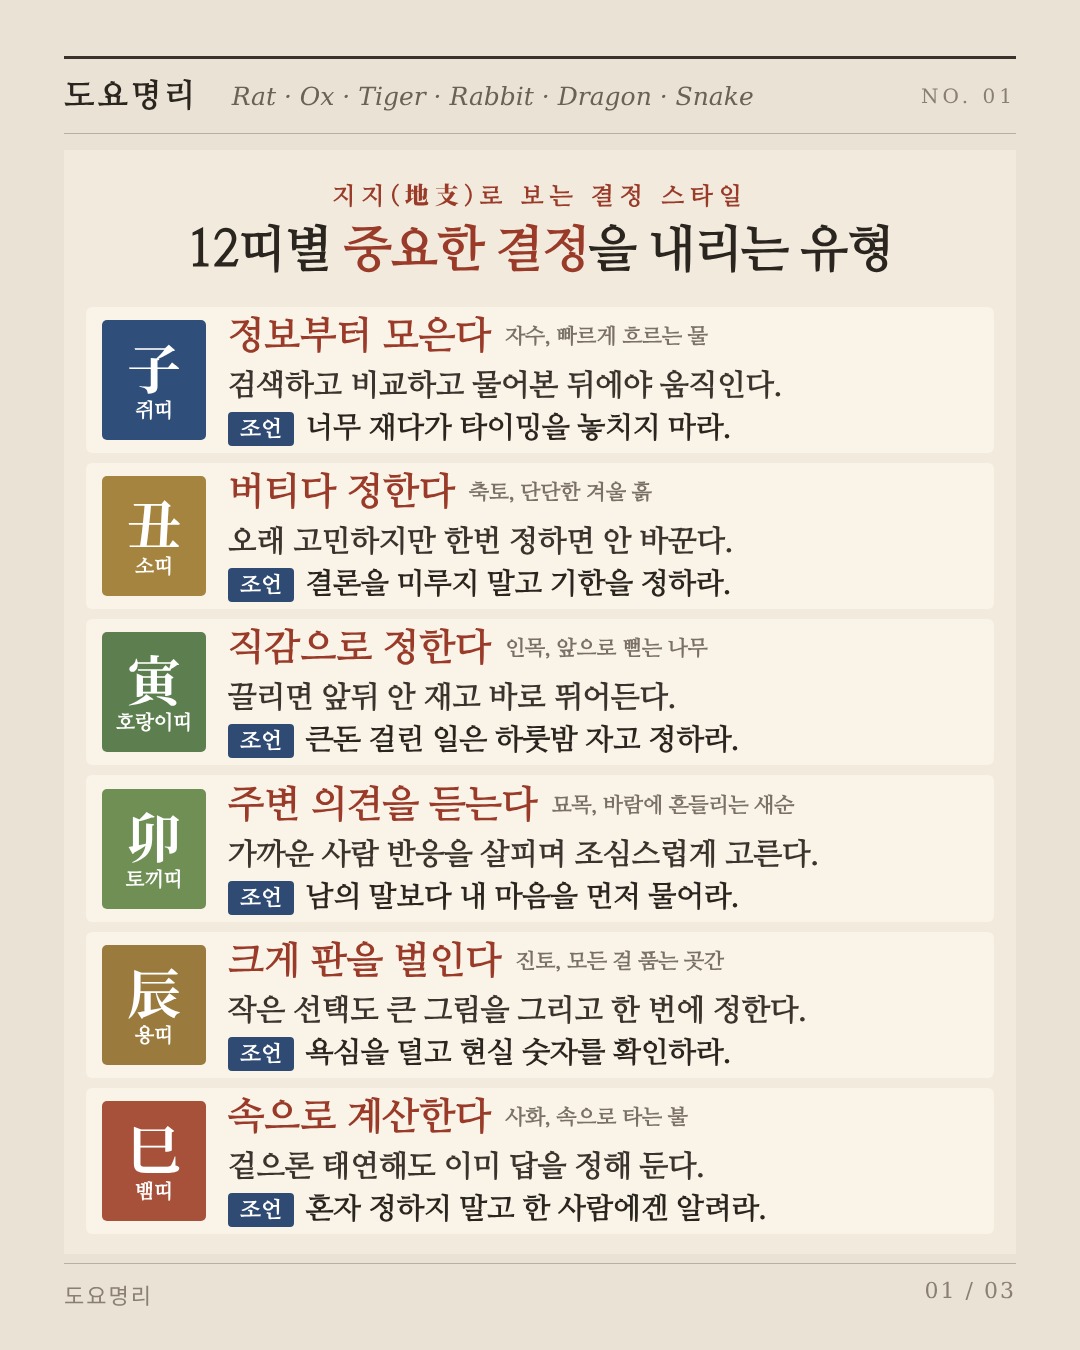 도요명리 Rat · Ox · Tiger · Rabbit · Dragon · Snake NO. 01
지지(地支)로 보는 결정 스타일
12띠별 중요한 결정을 내리는 유형
子
쥐띠
정보부터 모은다 자수, 빠르게 흐르는 물
검색하고 비교하고 물어본 뒤에야 움직인다.
조언 너무 재다가 타이밍을 놓치지 마라.
丑
소띠
버티다 정한다 축토, 단단한 겨울 흙
오래 고민하지만 한번 정하면 안 바꾼다.
조언 결론을 미루지 말고 기한을 정하라.
寅
호랑이띠
직감으로 정한다 인목, 앞으로 뻗는 나무
끌리면 앞뒤 안 재고 바로 뛰어든다.
조언 큰돈 걸린 일은 하룻밤 자고 정하라.
卯
토끼띠
주변 의견을 듣는다 묘목, 바람에 흔들리는 새순
가까운 사람 반응을 살피며 조심스럽게 고른다.
조언 남의 말보다 내 마음을 먼저 물어라.
辰
용띠
크게 판을 벌인다 진토, 모든 걸 품는 곳간
작은 선택도 큰 그림을 그리고 한 번에 정한다.
조언 욕심을 덜고 현실 숫자를 확인하라.
巳
뱀띠
속으로 계산한다 사화, 속으로 타는 불
겉으론 태연해도 이미 답을 정해 둔다.
조언 혼자 정하지 말고 한 사람에겐 알려라.
도요명리 01 / 03